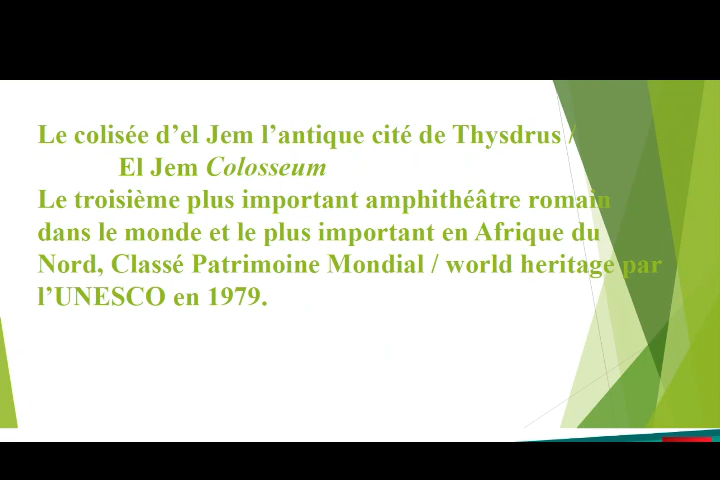 Le colisée d’el Jem l’antique cité de Thysdrus /
El Jem Colosseum
Le troisième plus important amphithéâtre romain
dans le monde et le plus important en Afrique du
Nord, Classé Patrimoine Mondial / world heritage par
l’UNESCO en 1979.